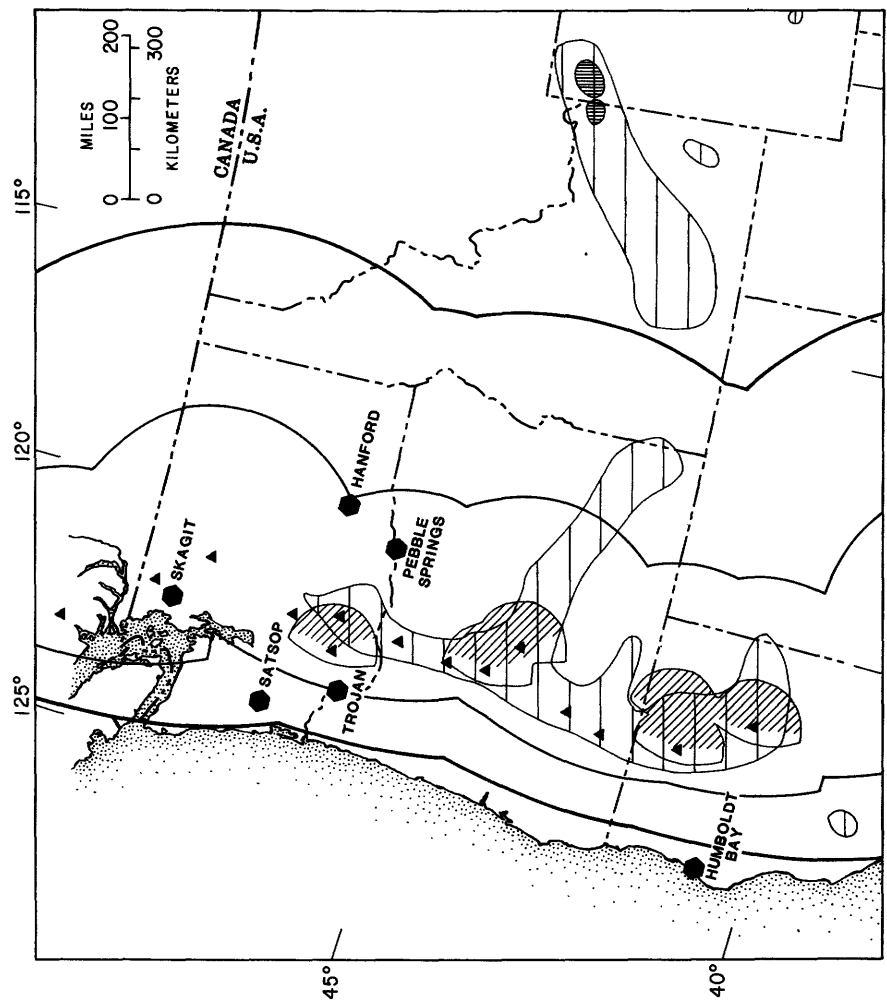 115°
120°
125°
45°
40°
MILES
0 100 200
0 300
KILOMETERS
CANADA
U.S.A.
SKAGIT
SATSOP
HANFORD
TROJAN
PEBBLE
SPRINGS
HUMBOLDT
BAY